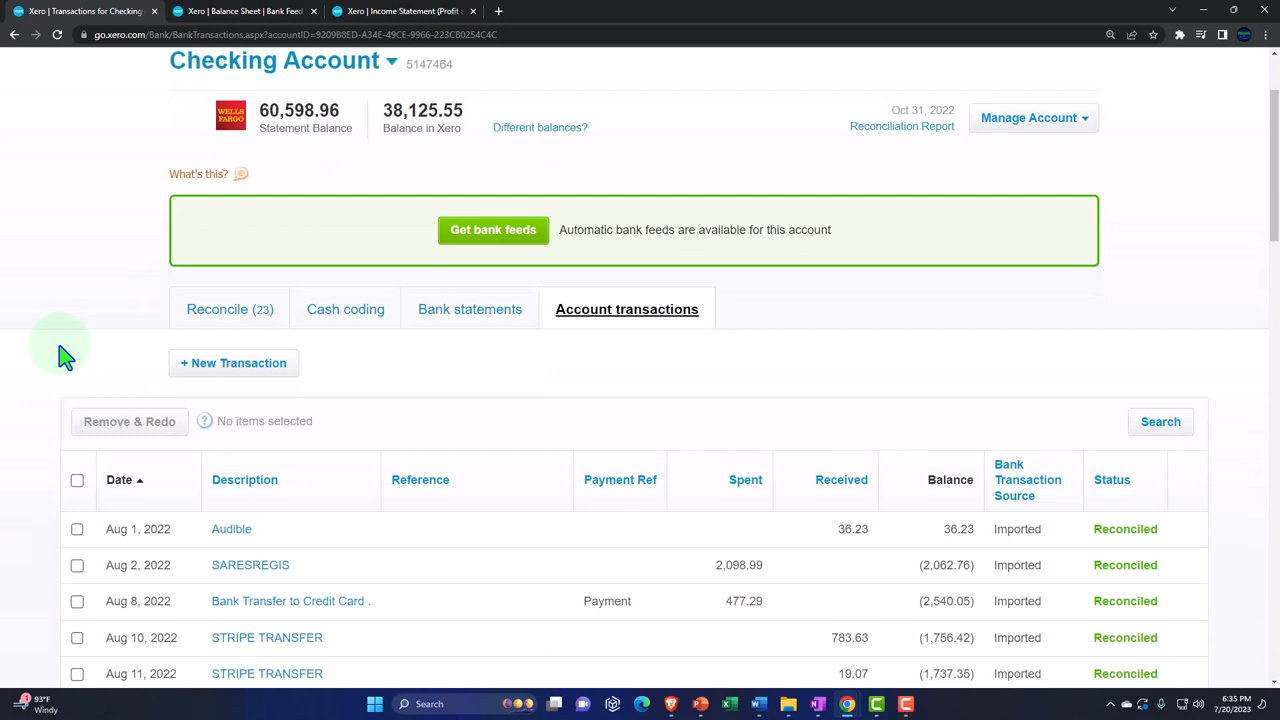 Xero | Transactions for Checking
Xero | Balance Sheet | Bank Feed
Xero | Income Statement (Profit a
go.xero.com/Bank/BankTransactions.aspx?accountID=9209B8ED-A34E-49CE-9966-223CB0254C4C
Checking Account 5147464
WELLS FARGO
60,598.96
38,125.55
Oct 31, 2022
Statement Balance
Balance in Xero
Different balances?
Reconciliation Report
Manage Account
What's this?
Get bank feeds
Automatic bank feeds are available for this account
Reconcile (23)
Cash coding
Bank statements
Account transactions
+ New Transaction
Remove & Redo
? No items selected
Search
Date Description Reference Payment Ref Spent Received Balance Bank Transaction Source Status
Aug 1, 2022 Audible 36.23 36.23 Imported Reconciled
Aug 2, 2022 SARESREGIS 2,098.99 (2,062.76) Imported Reconciled
Aug 8, 2022 Bank Transfer to Credit Card . Payment 477.29 (2,540.05) Imported Reconciled
Aug 10, 2022 STRIPE TRANSFER 783.63 (1,756.42) Imported Reconciled
Aug 11, 2022 STRIPE TRANSFER 19.07 (1,737.35) Imported Reconciled
1
93°F
Windy
Search
6:35 PM
7/20/2023